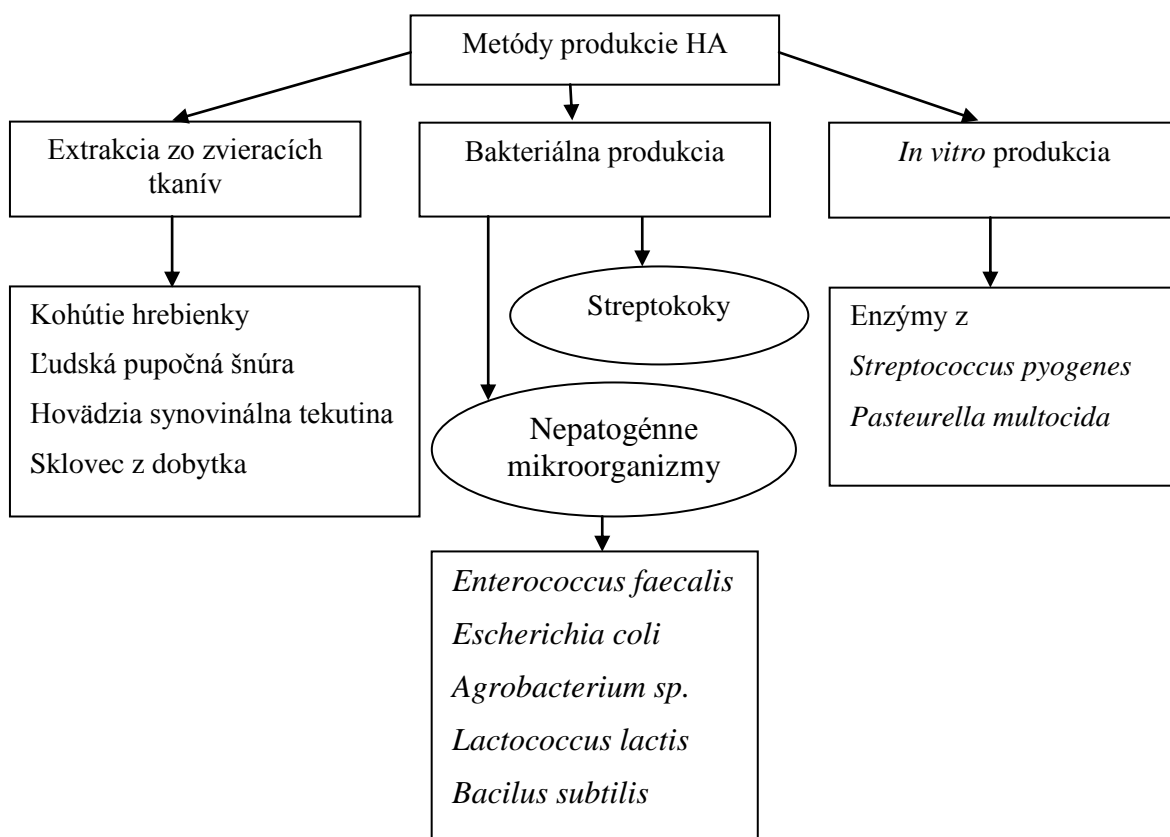 Metódy produkcie HA
Extrakcia zo zvieracích
tkanív
Bakteriálna produkcia
In vitro produkcia
Kohútie hrebienky
Ľudská pupočná šnúra
Hovädzia synovinálna tekutina
Sklovec z dobytka
Streptokoky
Nepatogénne
mikroorganizmy
Enzýmy z
Streptococcus pyogenes
Pasteurella multocida
Enterococcus faecalis
Escherichia coli
Agrobacterium sp.
Lactococcus lactis
Bacilus subtilis